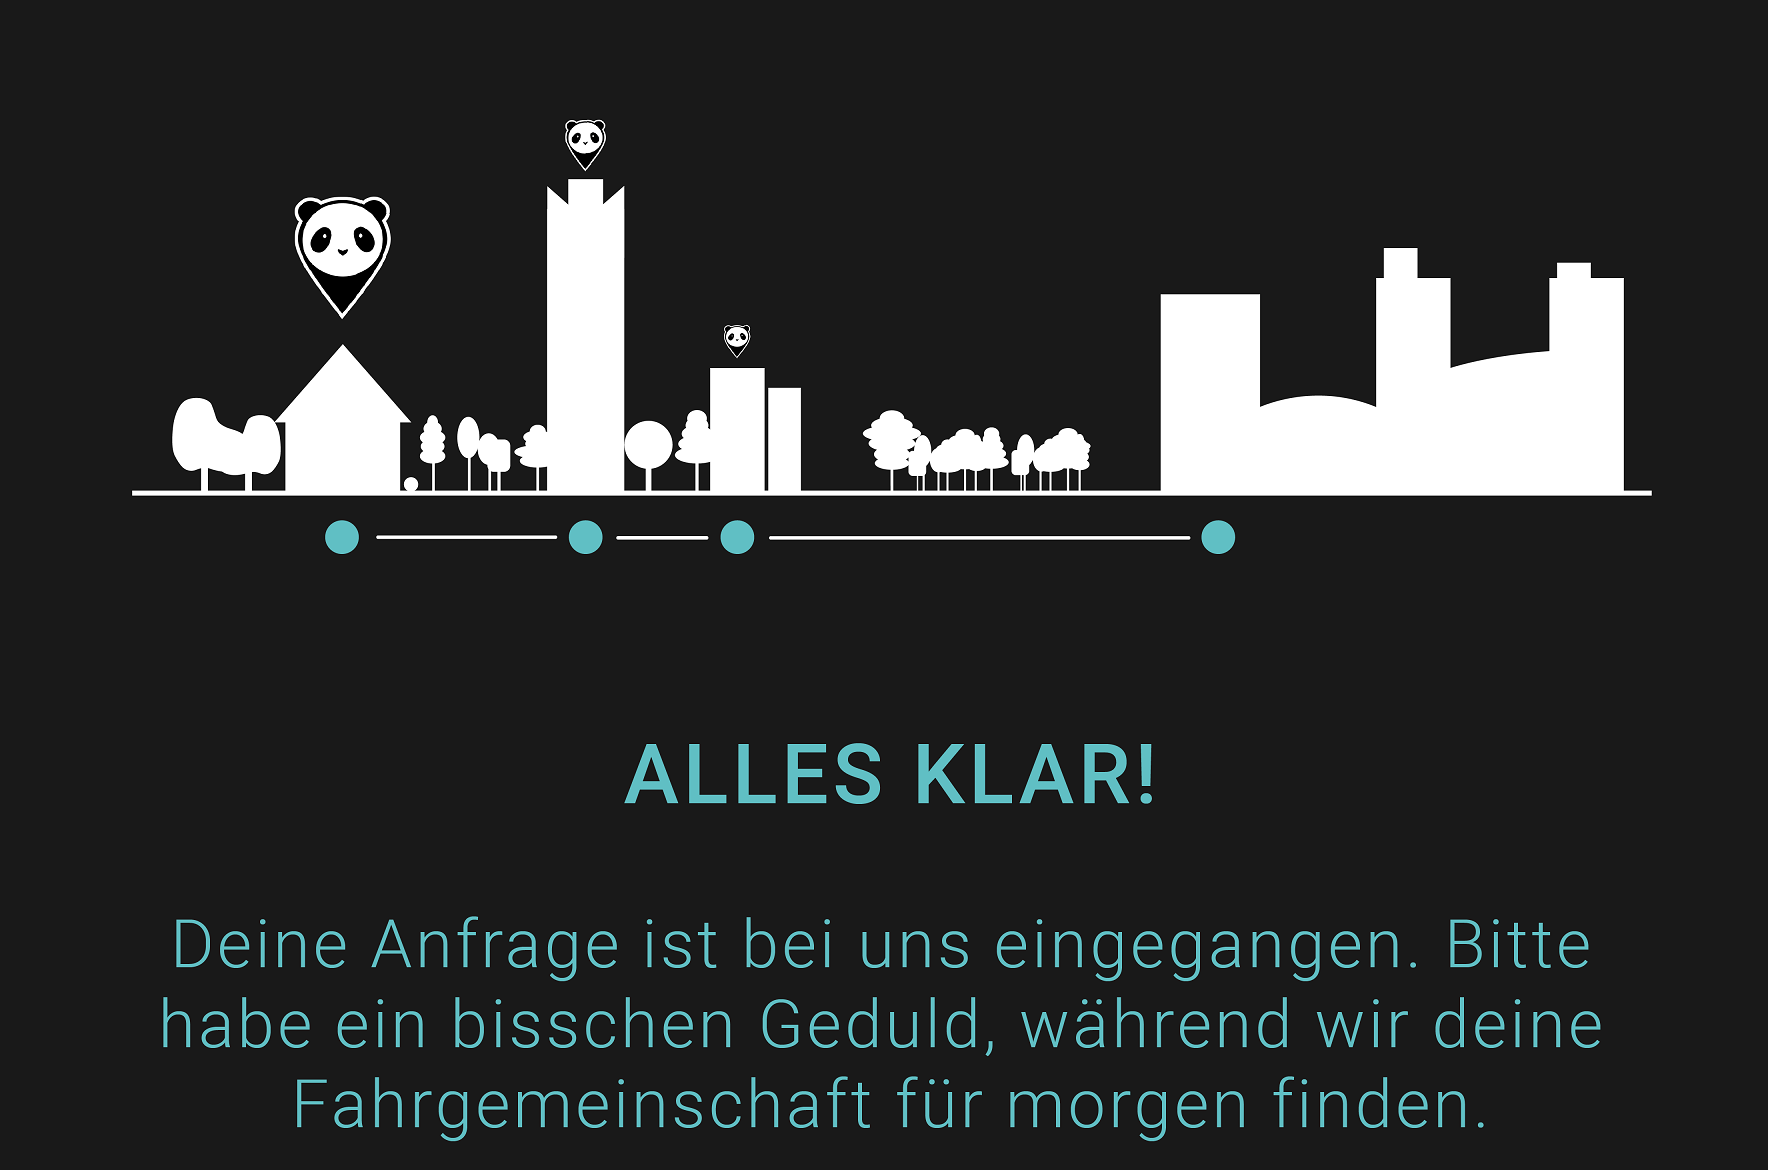 ALLES KLAR!
Deine Anfrage ist bei uns eingegangen. Bitte
habe ein bisschen Geduld, während wir deine
Fahrgemeinschaft für morgen finden.